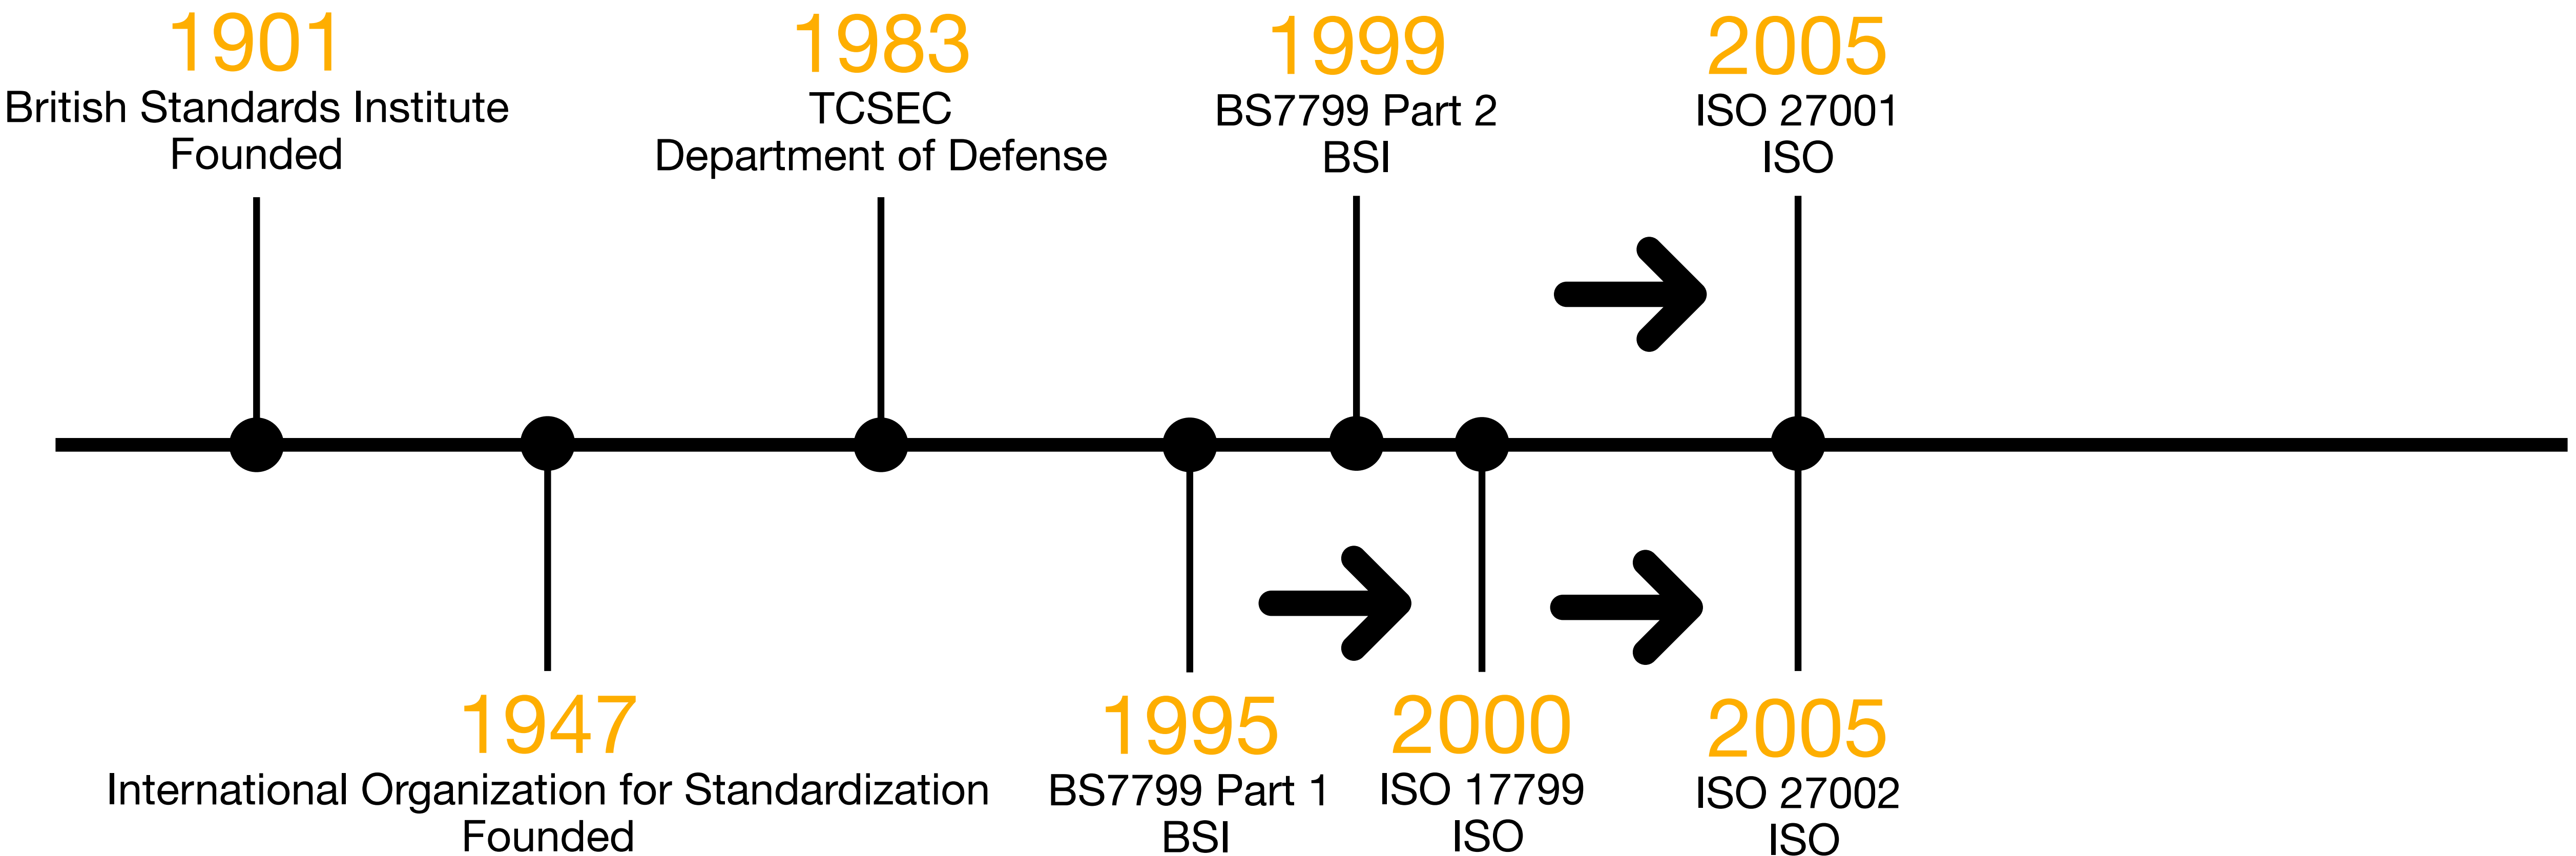 1901
British Standards Institute
Founded
1983
TCSEC
Department of Defense
1999
BS7799 Part 2
BSI
2005
ISO 27001
ISO
1947
International Organization for Standardization
Founded
1995
BS7799 Part 1
BSI
2000
ISO 17799
ISO
2005
ISO 27002
ISO